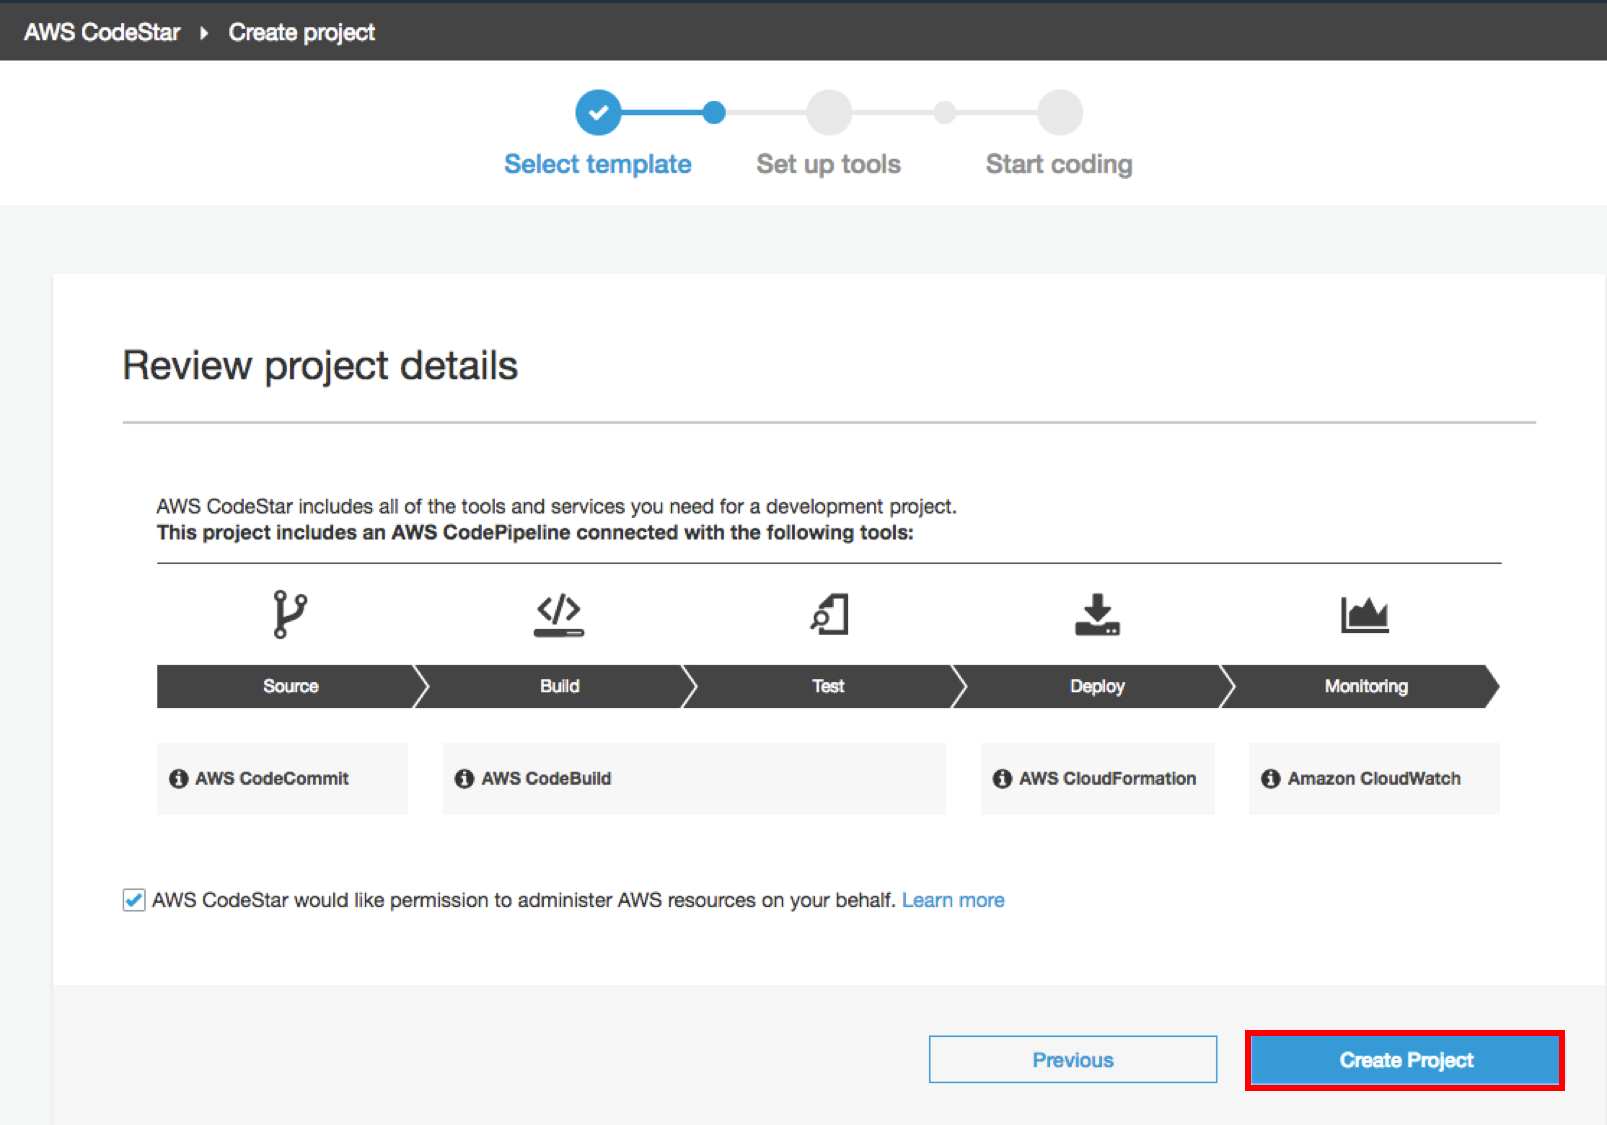 AWS CodeStar Create project
Select template Set up tools Start coding
Review project details
AWS CodeStar includes all of the tools and services you need for a development project.
This project includes an AWS CodePipeline connected with the following tools:
Source Build Test Deploy Monitoring
AWS CodeCommit AWS CodeBuild AWS CloudFormation Amazon CloudWatch
AWS CodeStar would like permission to administer AWS resources on your behalf. Learn more
Previous Create Project